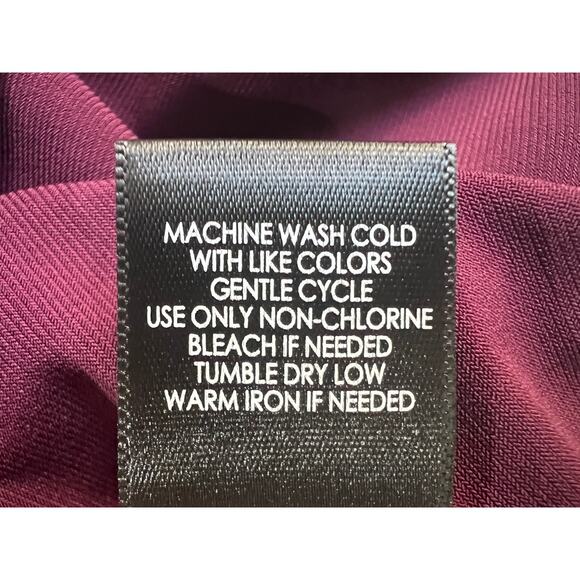 MACHINE WASH COLD
WITH LIKE COLORS
GENTLE CYCLE
USE ONLY NON-CHLORINE
BLEACH IF NEEDED
TUMBLE DRY LOW
WARM IRON IF NEEDED